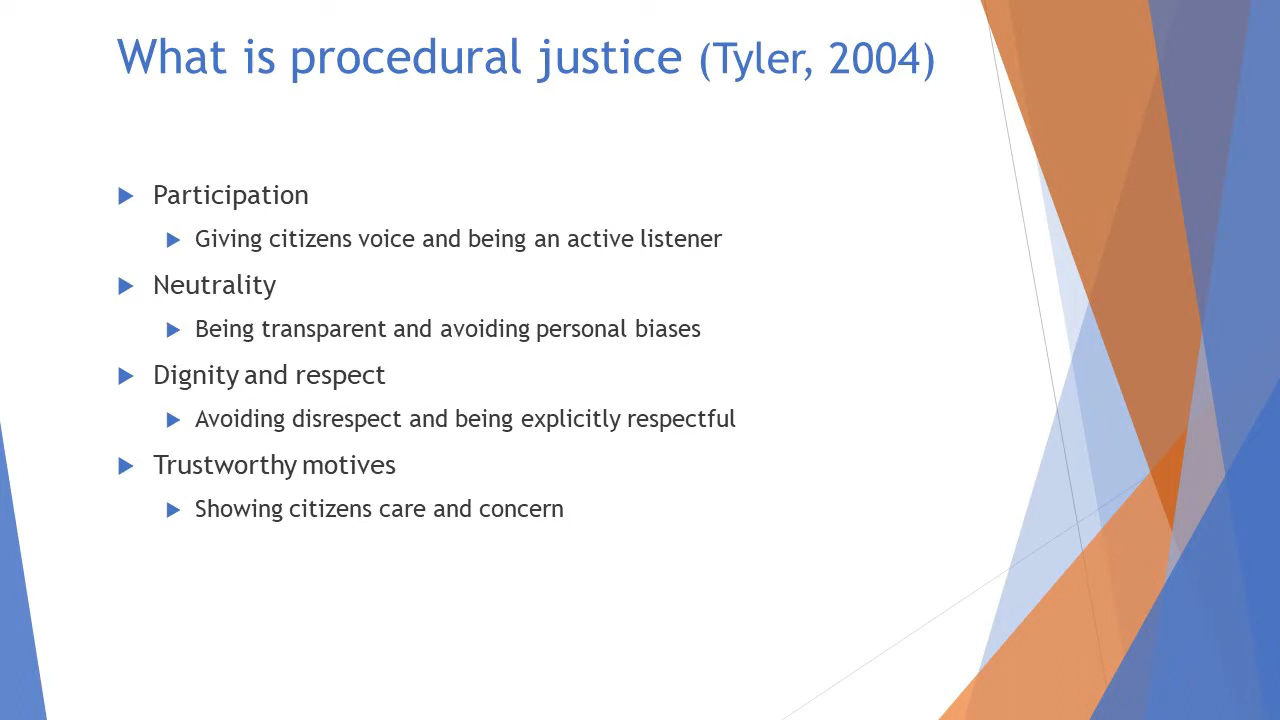 What is procedural justice (Tyler, 2004)
Participation
Giving citizens voice and being an active listener
Neutrality
Being transparent and avoiding personal biases
Dignity and respect
Avoiding disrespect and being explicitly respectful
Trustworthy motives
Showing citizens care and concern